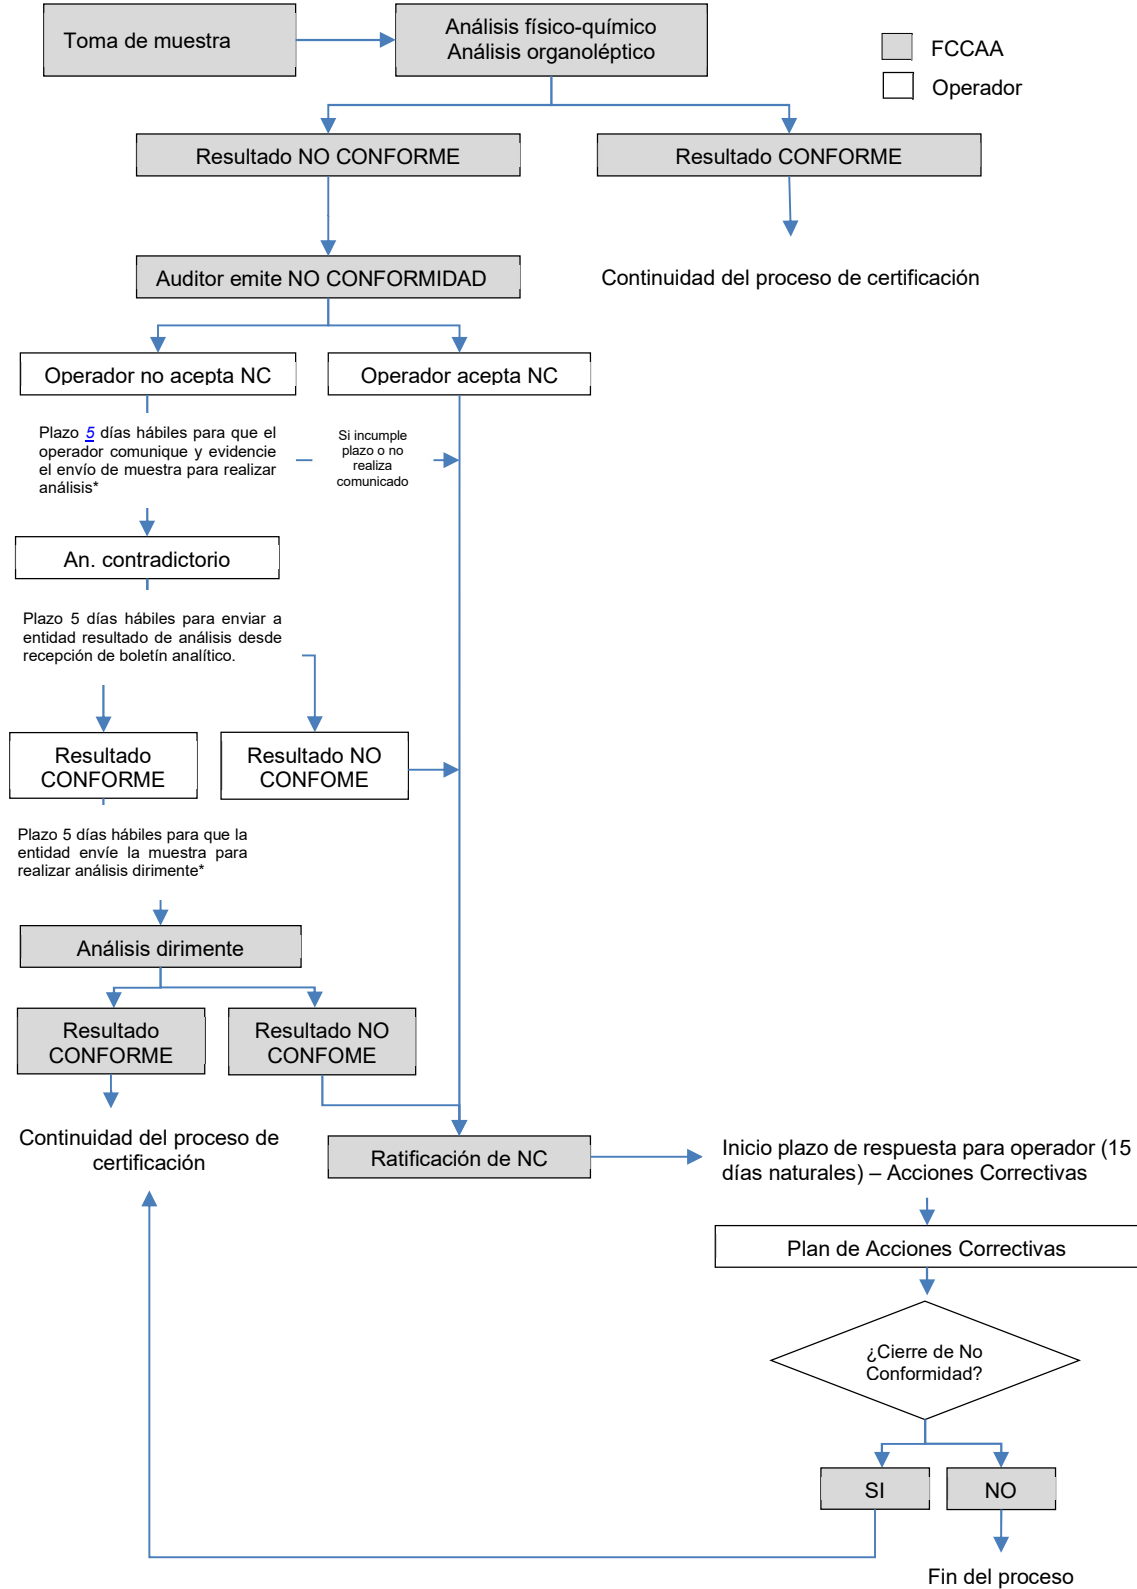 Toma de muestra
Análisis físico-químico
Análisis organoléptico
FCCAA
Operador
Resultado NO CONFORME
Resultado CONFORME
Auditor emite NO CONFORMIDAD
Continuidad del proceso de certificación
Operador no acepta NC
Operador acepta NC
Plazo 5 días hábiles para que el
operador comunique y evidencie
el envío de muestra para realizar
análisis*
Si incumple
plazo o no
realiza
comunicado
An. contradictorio
Plazo 5 días hábiles para enviar a
entidad resultado de análisis desde
recepción de boletín analítico.
Resultado
CONFORME
Resultado NO
CONFOME
Plazo 5 días hábiles para que la
entidad envíe la muestra para
realizar análisis dirimente*
Análisis dirimente
Resultado
CONFORME
Resultado NO
CONFOME
Continuidad del proceso de
certificación
Ratificación de NC
Inicio plazo de respuesta para operador (15
días naturales) – Acciones Correctivas
Plan de Acciones Correctivas
¿Cierre de No
Conformidad?
SI
NO
Fin del proceso